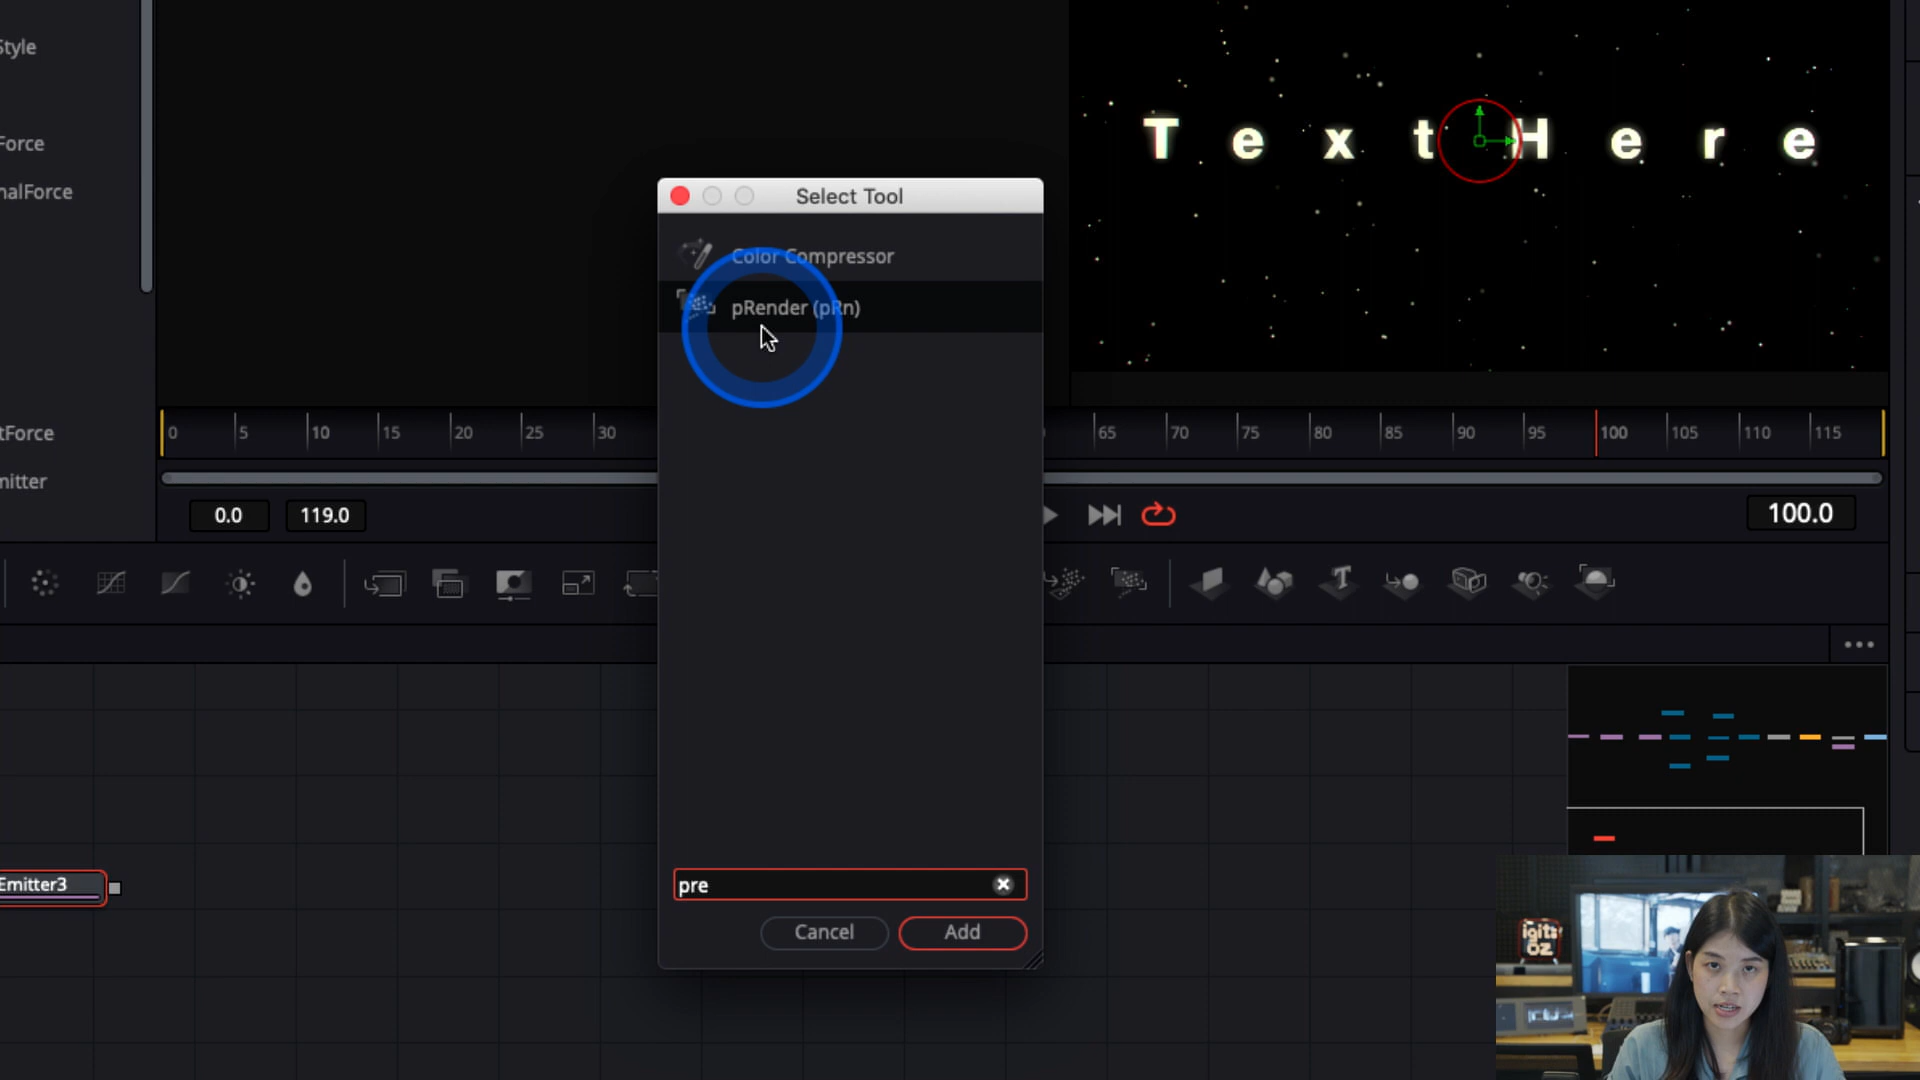 Style
Force
nalForce
tForce
mitter
T e x t H e r e
Select Tool
Color Compressor
pRender (pRn)
0 5 10 15 20 25 30 65 70 75 80 85 90 95 100 105 110 115
0.0 119.0 100.0
Emitter3
pre
Cancel Add